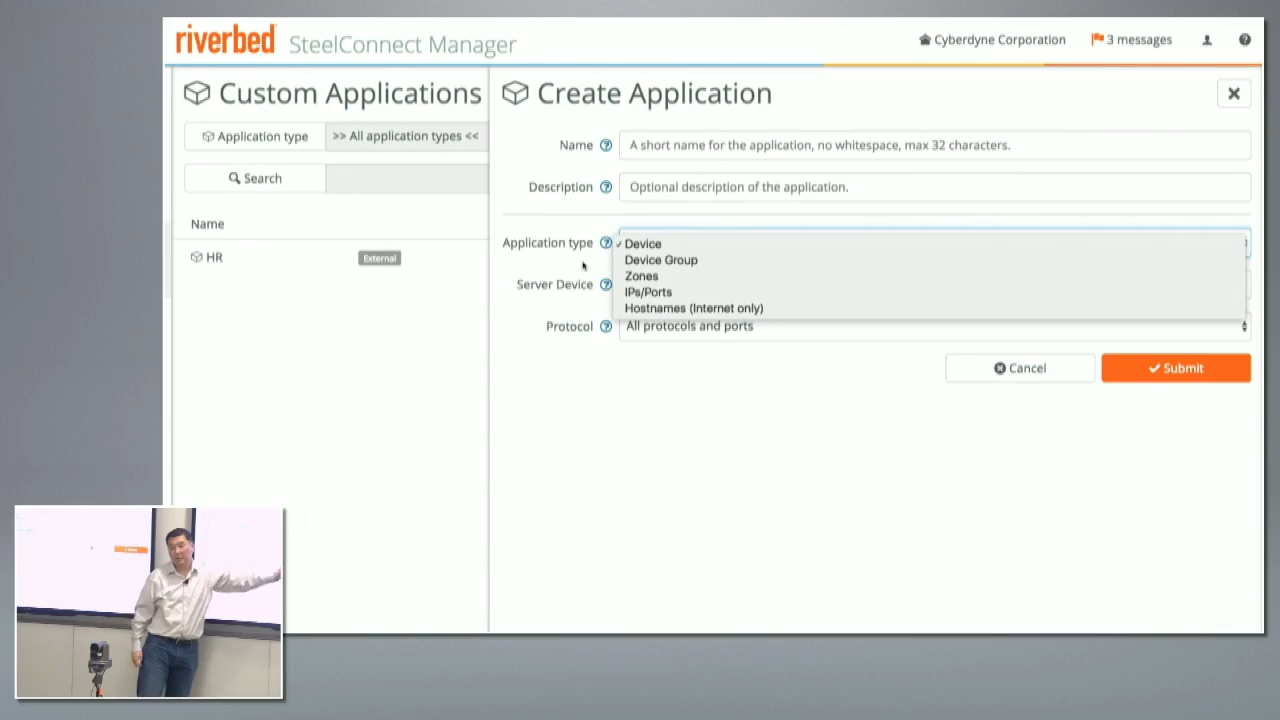 riverbed SteelConnect Manager
Cyberdyne Corporation 3 messages
Custom Applications
Application type >> All application types <<
Search
Name
HR External
Create Application
Name A short name for the application, no whitespace, max 32 characters.
Description Optional description of the application.
Application type
✓ Device
Device Group
Zones
IPs/Ports
Hostnames (Internet only)
Server Device
Protocol All protocols and ports
Cancel Submit